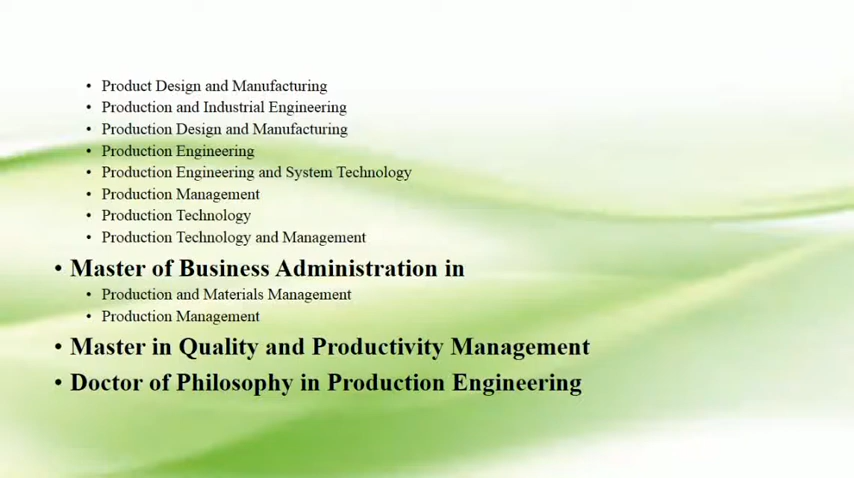 • Product Design and Manufacturing
• Production and Industrial Engineering
• Production Design and Manufacturing
• Production Engineering
• Production Engineering and System Technology
• Production Management
• Production Technology
• Production Technology and Management
• Master of Business Administration in
• Production and Materials Management
• Production Management
• Master in Quality and Productivity Management
• Doctor of Philosophy in Production Engineering